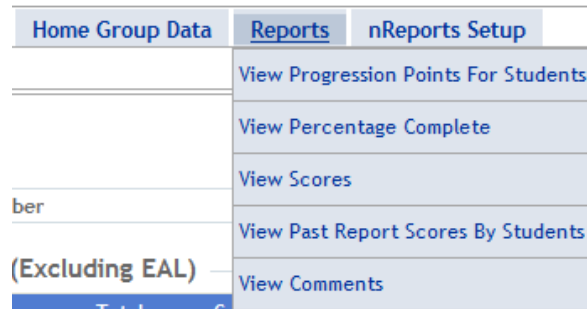 Home Group Data Reports nReports Setup
View Progression Points For Students
View Percentage Complete
View Scores
ber
View Past Report Scores By Students
(Excluding EAL)
View Comments